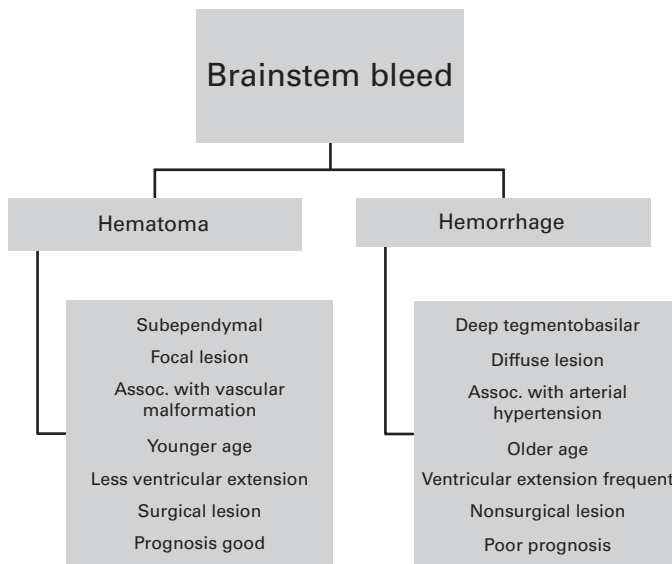 Brainstem bleed
Hematoma
Subependymal
Focal lesion
Assoc. with vascular
malformation
Younger age
Less ventricular extension
Surgical lesion
Prognosis good
Hemorrhage
Deep tegmentobasilar
Diffuse lesion
Assoc. with arterial
hypertension
Older age
Ventricular extension frequent
Nonsurgical lesion
Poor prognosis